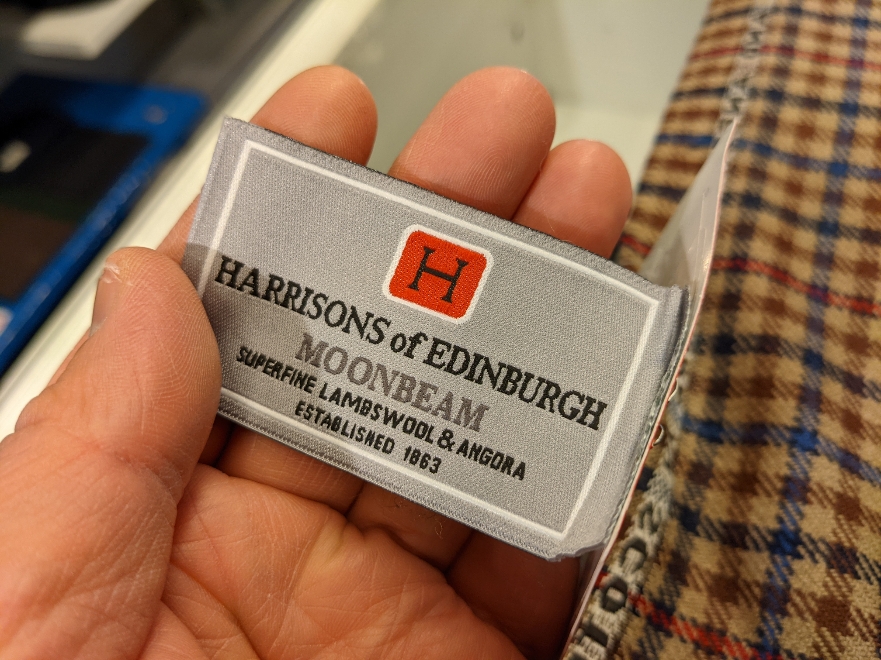 H
HARRISONS of EDINBURGH
MOONBEAM
SUPERFINE LAMBSWOOL & ANGORA
ESTABLISHED 1863